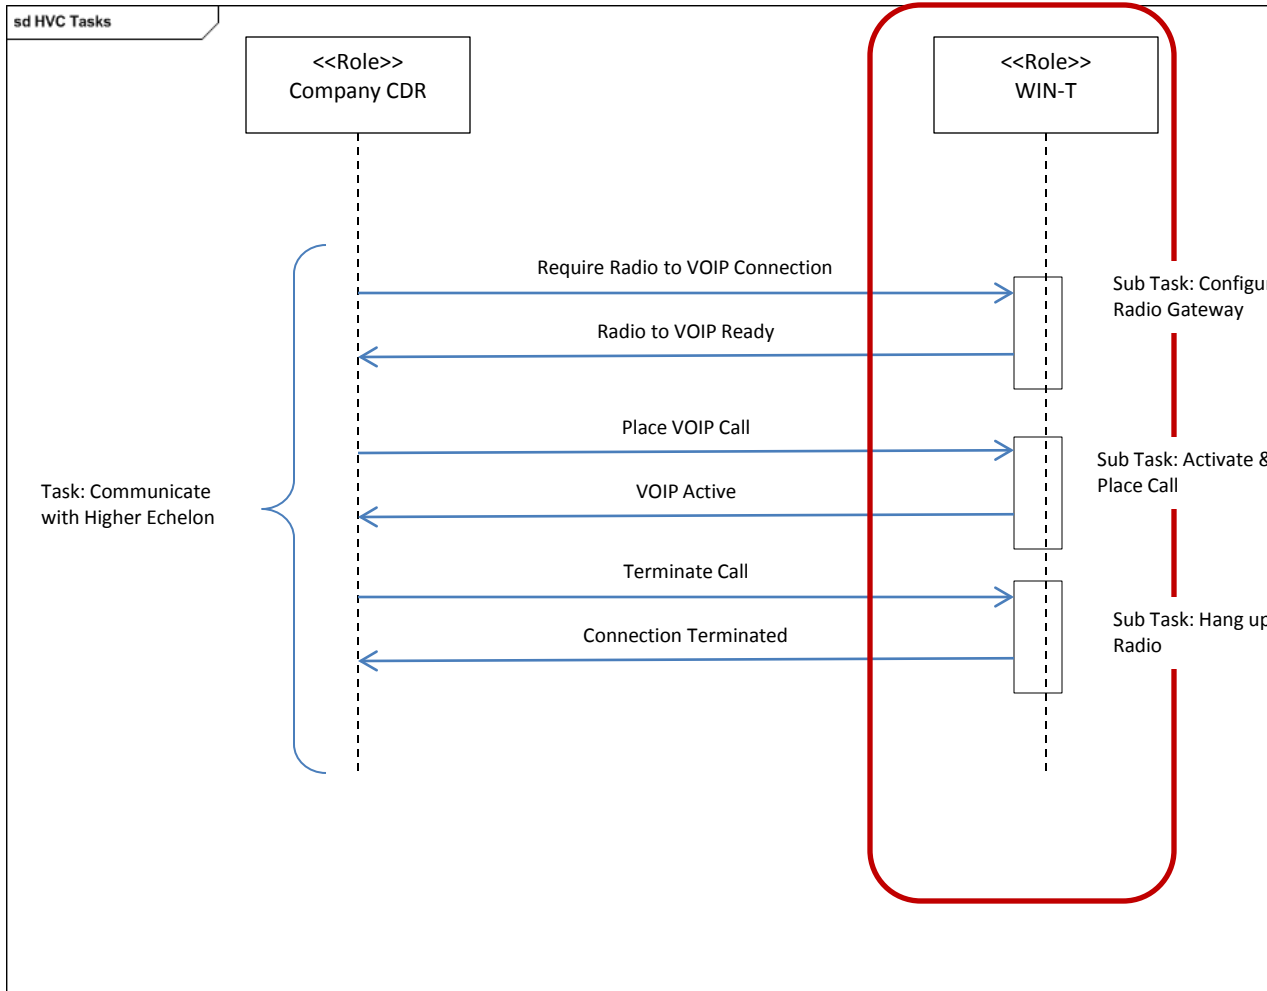 sd HVC Tasks
<<Role>>
Company CDR
<<Role>>
WIN-T
Require Radio to VOIP Connection
Sub Task: Configur
Radio Gateway
Radio to VOIP Ready
Place VOIP Call
Sub Task: Activate &
Place Call
VOIP Active
Task: Communicate
with Higher Echelon
Terminate Call
Sub Task: Hang up
Radio
Connection Terminated